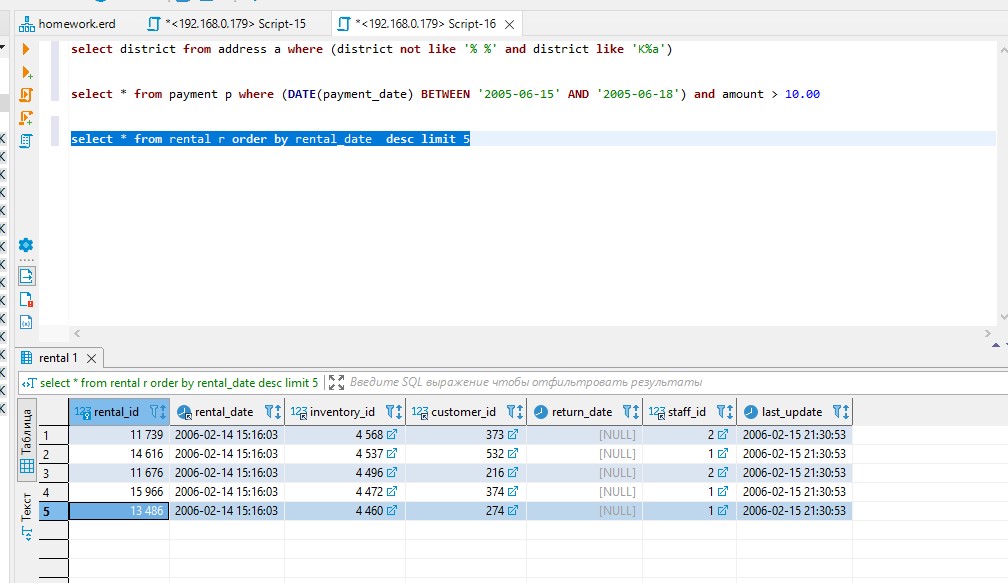 homework.erd *<192.168.0.179> Script-15 *<192.168.0.179> Script-16
select district from address a where (district not like '% %' and district like 'K%a')
select * from payment p where (DATE(payment_date) BETWEEN '2005-06-15' AND '2005-06-18') and amount > 10.00
select * from rental r order by rental_date  desc limit 5
rental 1
select * from rental r order by rental_date desc limit 5 Введите SQL выражение чтобы отфильтровать результаты
Таблица
Текст
123 rental_id rental_date 123 inventory_id 123 customer_id return_date 123 staff_id last_update
1 11 739 2006-02-14 15:16:03 4 568 373 [NULL] 2 2006-02-15 21:30:53
2 14 616 2006-02-14 15:16:03 4 537 532 [NULL] 1 2006-02-15 21:30:53
3 11 676 2006-02-14 15:16:03 4 496 216 [NULL] 2 2006-02-15 21:30:53
4 15 966 2006-02-14 15:16:03 4 472 374 [NULL] 1 2006-02-15 21:30:53
5 13 486 2006-02-14 15:16:03 4 460 274 [NULL] 1 2006-02-15 21:30:53